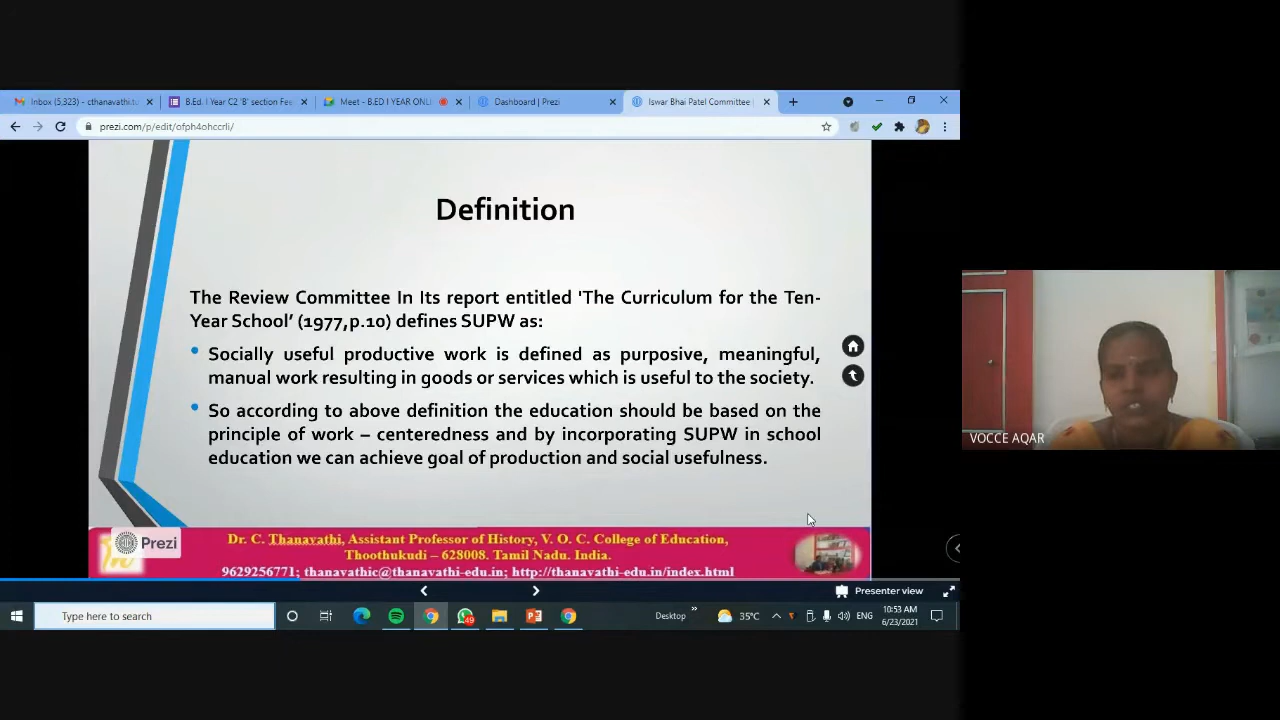 Inbox (5,323) - cthanavathi.tu
B.Ed. I Year C2 'B' section Fee
Meet - B.ED I YEAR ONLI
Dashboard | Prezi
Iswar Bhai Patel Committee |
prezi.com/p/edit/ofph4ohccrli/
Definition
The Review Committee In Its report entitled 'The Curriculum for the Ten-
Year School' (1977,p.10) defines SUPW as:
Socially useful productive work is defined as purposive, meaningful,
manual work resulting in goods or services which is useful to the society.
So according to above definition the education should be based on the
principle of work – centeredness and by incorporating SUPW in school
education we can achieve goal of production and social usefulness.
VOCCE AQAR
Prezi
Dr. C. Thanavathi, Assistant Professor of History, V. O. C. College of Education,
Thoothukudi – 628008. Tamil Nadu. India.
9629256771; thanavathic@thanavathi-edu.in; http://thanavathi-edu.in/index.html
Presenter view
Type here to search
49
Desktop
35°C
ENG
10:53 AM
6/23/2021